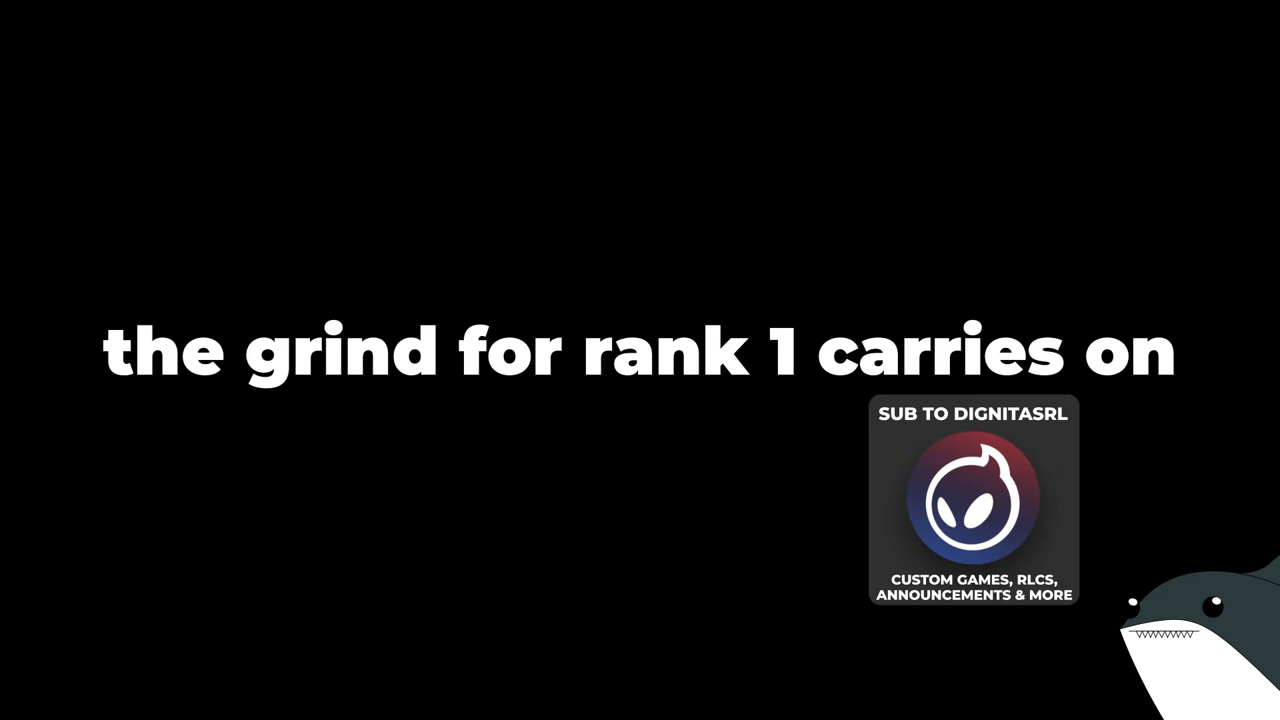 the grind for rank 1 carries on
SUB TO DIGNITASRL
CUSTOM GAMES, RLCS,
ANNOUNCEMENTS & MORE